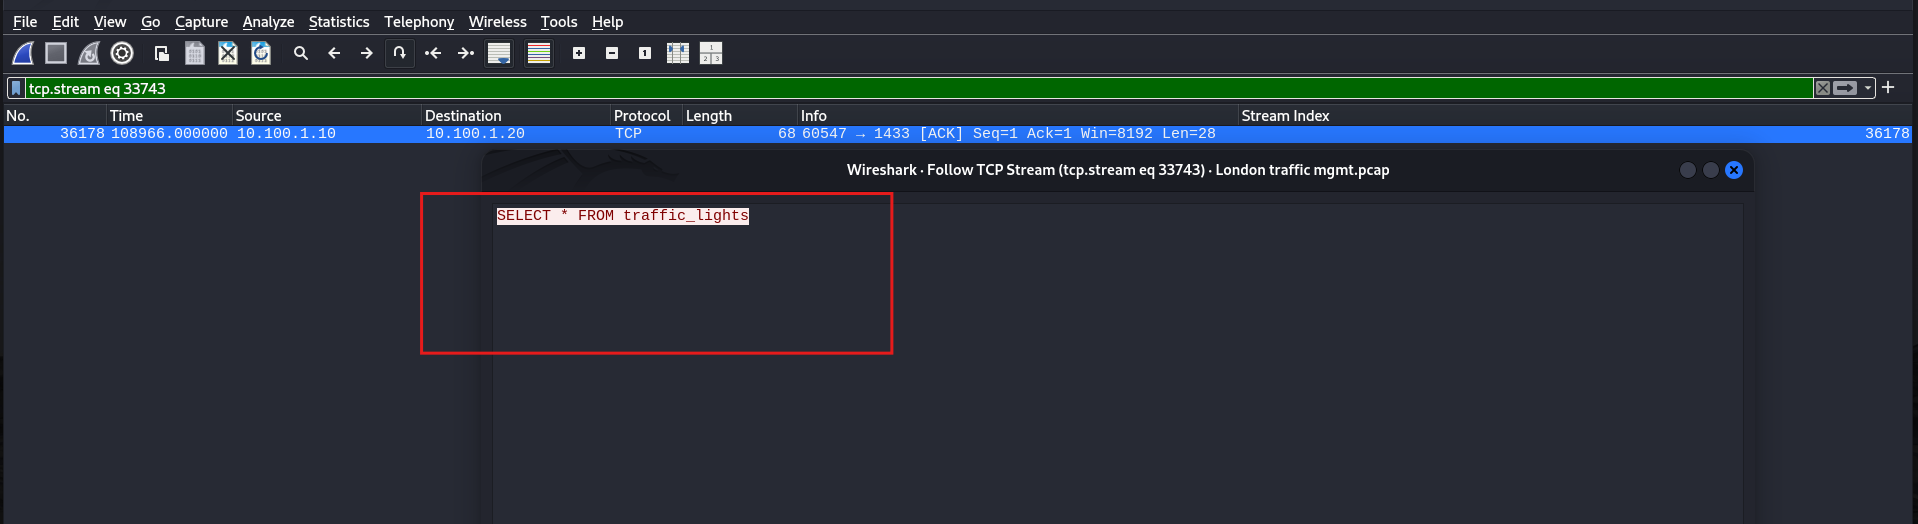 File Edit View Go Capture Analyze Statistics Telephony Wireless Tools Help
tcp.stream eq 33743
No. Time Source Destination Protocol Length Info Stream Index
36178 108966.000000 10.100.1.10 10.100.1.20 TCP 68 60547 → 1433 [ACK] Seq=1 Ack=1 Win=8192 Len=28 36178
Wireshark · Follow TCP Stream (tcp.stream eq 33743) · London traffic mgmt.pcap
SELECT * FROM traffic_lights